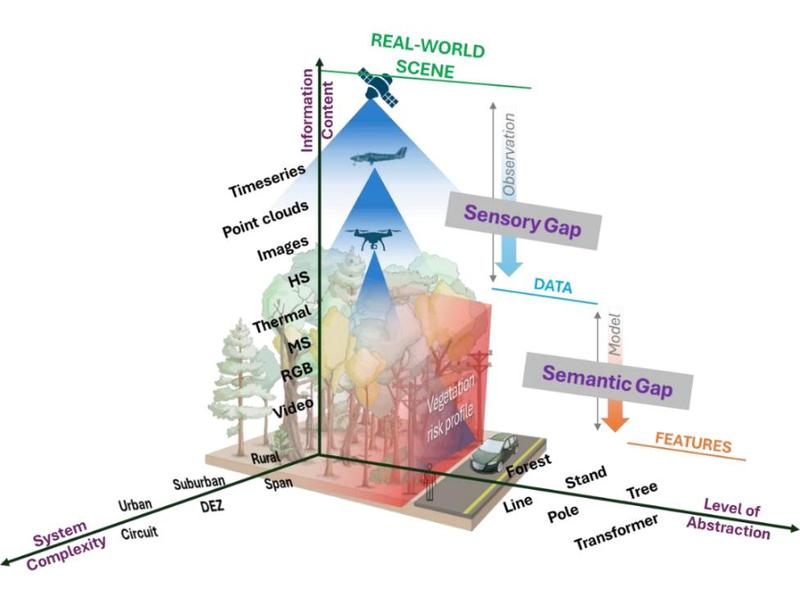 REAL-WORLD
SCENE
Information
Content
Observation
Timeseries
Point clouds
Images
HS
Thermal
MS
RGB
Video
Sensory Gap
DATA
Model
Semantic Gap
FEATURES
Vegetation
risk profile
Rural
Suburban
Urban
Span
DEZ
Circuit
System
Complexity
Forest
Stand
Tree
Line
Pole
Transformer
Level of
Abstraction